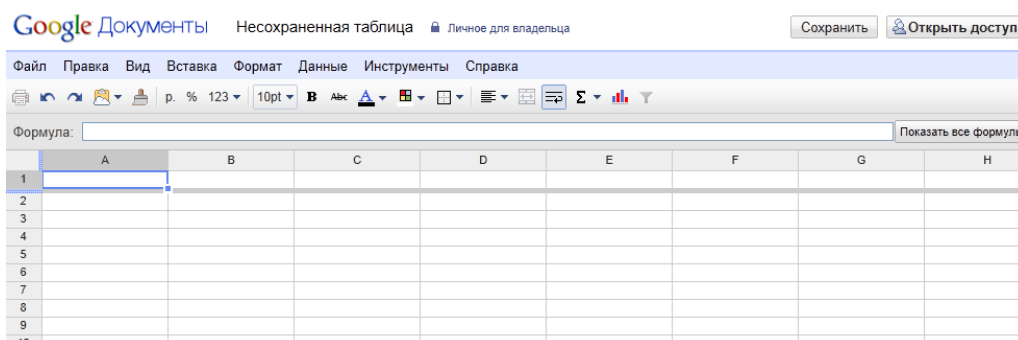 Google Документы Несохраненная таблица Личное для владельца Сохранить Открыть доступ
Файл Правка Вид Вставка Формат Данные Инструменты Справка
р. % 123 10pt B Abc A Σ
Формула: Показать все формулы
A B C D E F G H
1
2
3
4
5
6
7
8
9